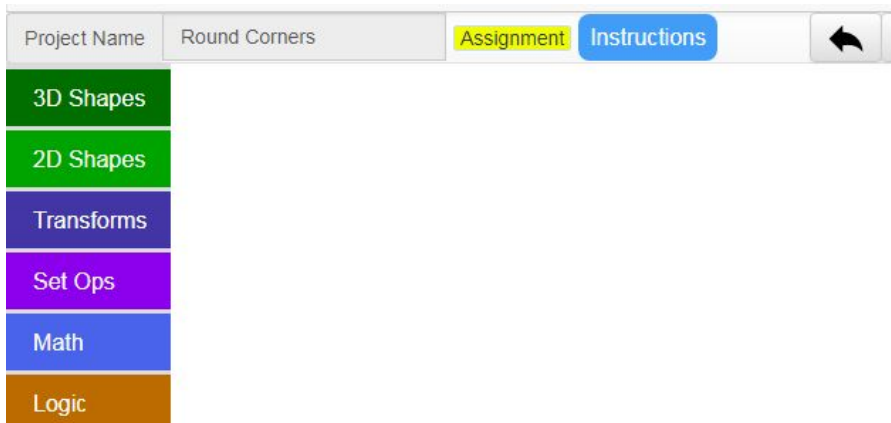 Project Name Round Corners Assignment Instructions
3D Shapes
2D Shapes
Transforms
Set Ops
Math
Logic